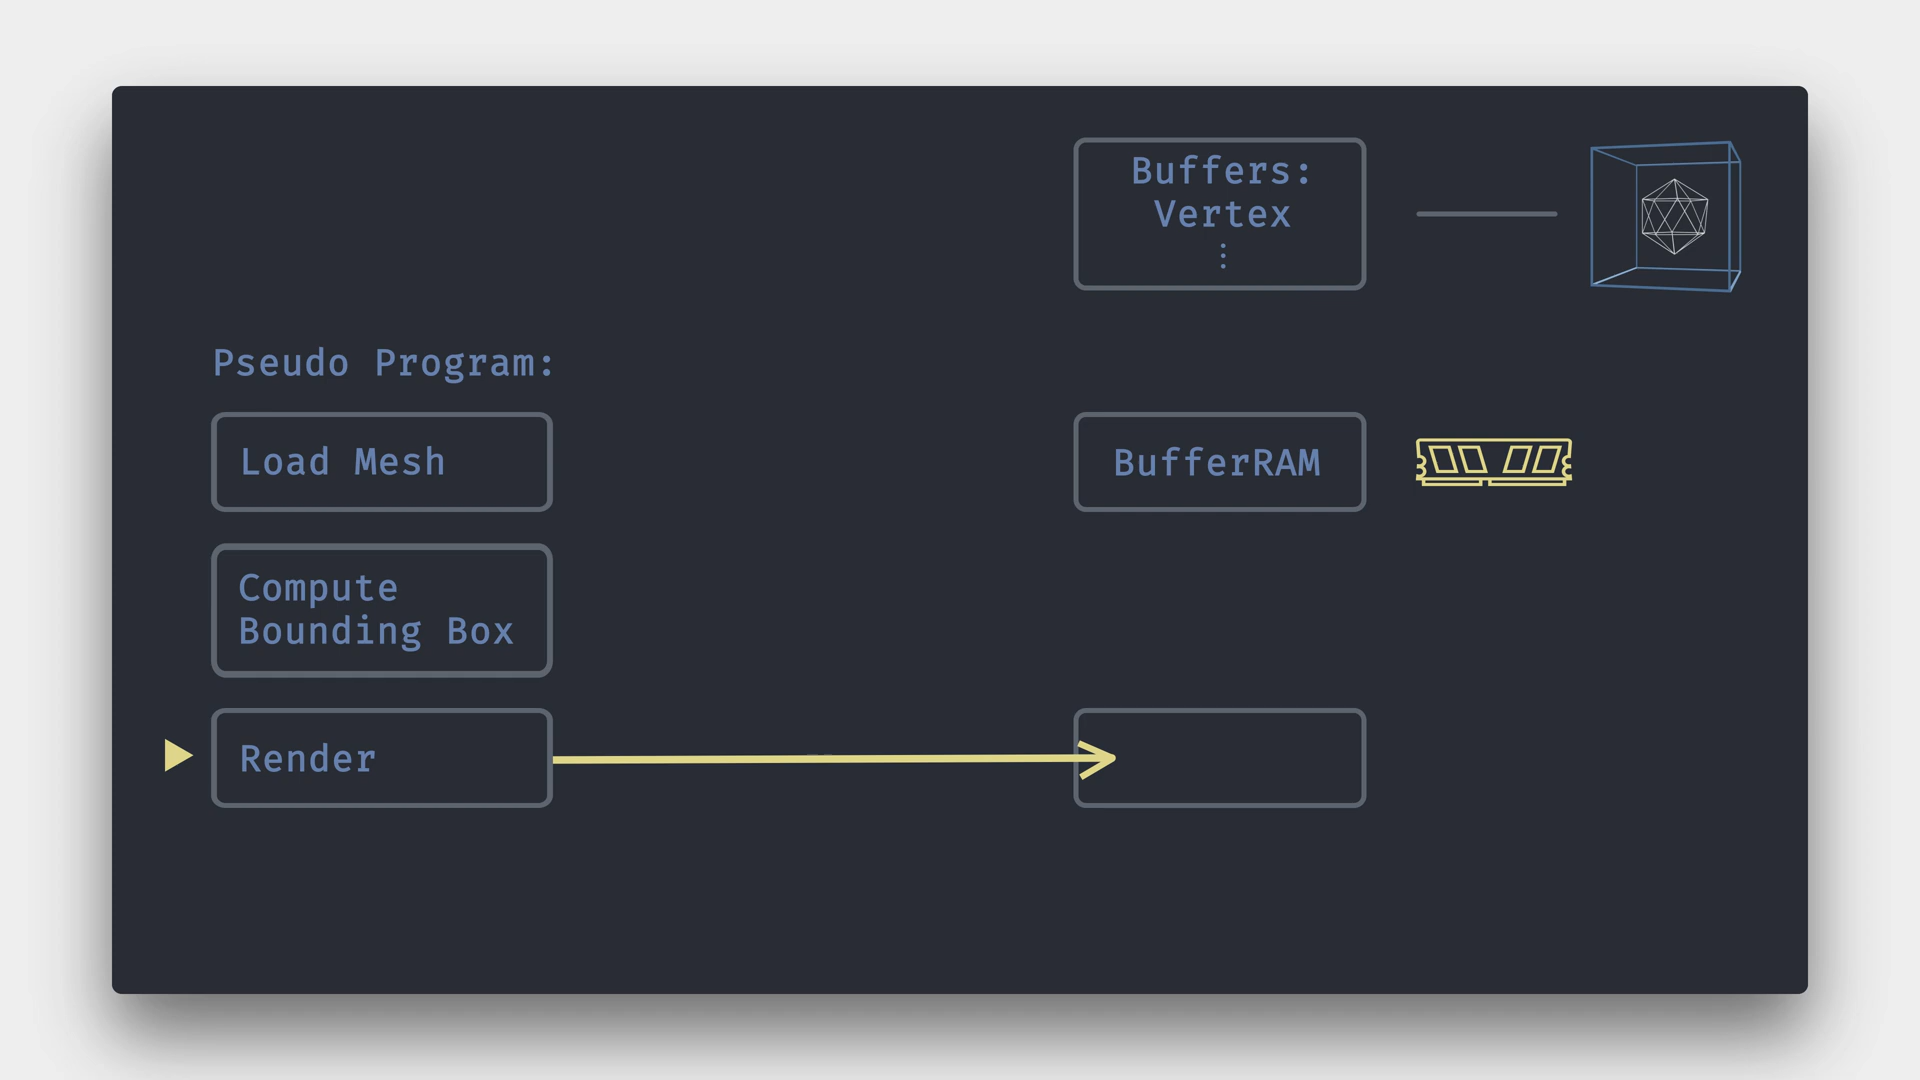 Buffers:
Vertex
⋮
Pseudo Program:
Load Mesh
BufferRAM
Compute
Bounding Box
Render